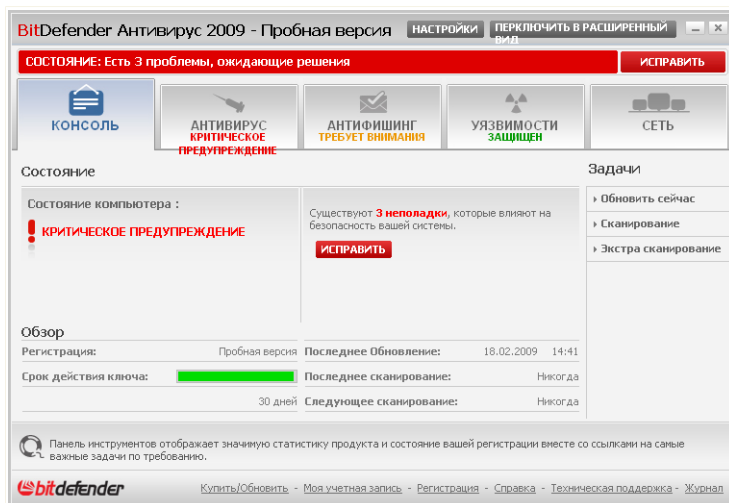 BitDefender Антивирус 2009 - Пробная версия
НАСТРОЙКИ
ПЕРКЛЮЧИТЬ В РАСШИРЕННЫЙ
ВИД
СОСТОЯНИЕ: Есть 3 проблемы, ожидающие решения
ИСПРАВИТЬ
КОНСОЛЬ
АНТИВИРУС
КРИТИЧЕСКОЕ
ПРЕДУПРЕЖДЕНИЕ
АНТИФИШИНГ
ТРЕБУЕТ ВНИМАНИЯ
УЯЗВИМОСТИ
ЗАЩИЩЕН
СЕТЬ
Состояние
Состояние компьютера :
КРИТИЧЕСКОЕ ПРЕДУПРЕЖДЕНИЕ
Существуют 3 неполадки, которые влияют на
безопасность вашей системы.
ИСПРАВИТЬ
Задачи
Обновить сейчас
Сканирование
Экстра сканирование
Обзор
Регистрация: Пробная версия
Последнее Обновление: 18.02.2009 14:41
Срок действия ключа:
Последнее сканирование: Никогда
30 дней
Следующее сканирование: Никогда
Панель инструментов отображает значимую статистику продукта и состояние вашей регистрации вместе со ссылками на самые
важные задачи по требованию.
bitdefender
Купить/Обновить - Моя учетная запись - Регистрация - Справка - Техническая поддержка - Журнал